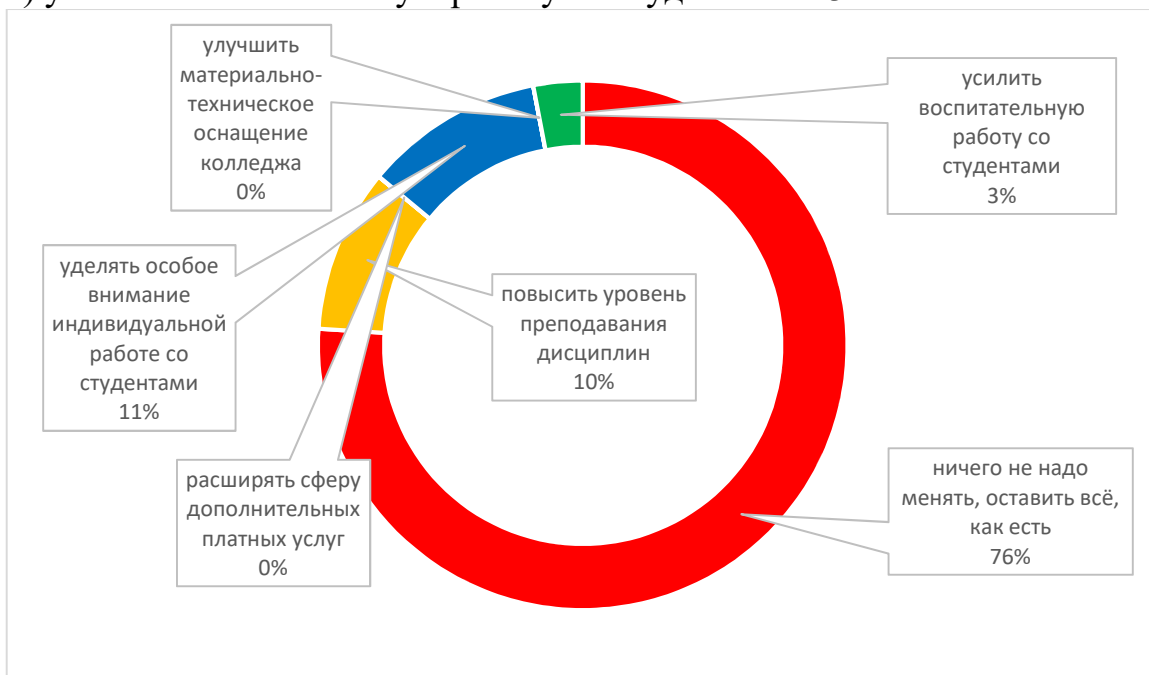 улучшить
материально-
техническое
оснащение
колледжа
0%
усилить
воспитательную
работу со
студентами
3%
уделять особое
внимание
индивидуальной
работе со
студентами
11%
повысить уровень
преподавания
дисциплин
10%
расширять сферу
дополнительных
платных услуг
0%
ничего не надо
менять, оставить всё,
как есть
76%